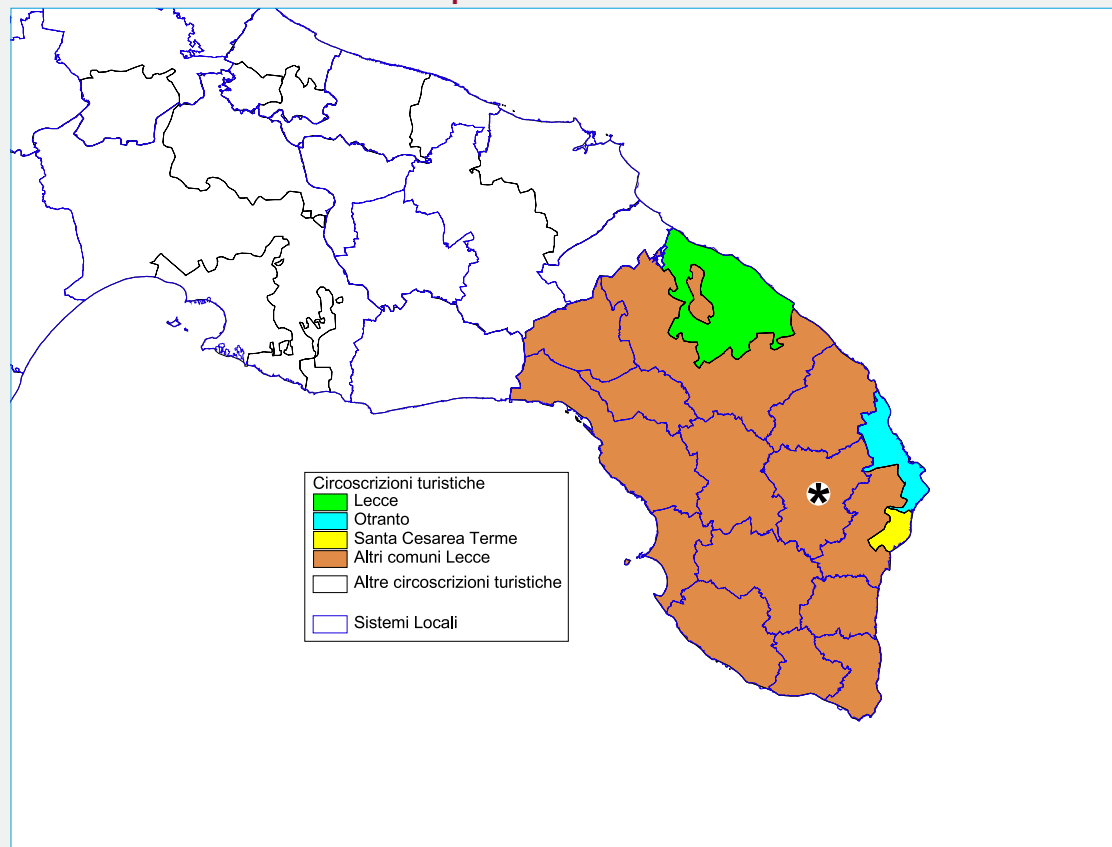 Circoscrizioni turistiche
Lecce
Otranto
Santa Cesarea Terme
Altri comuni Lecce
Altre circoscrizioni turistiche
Sistemi Locali
*